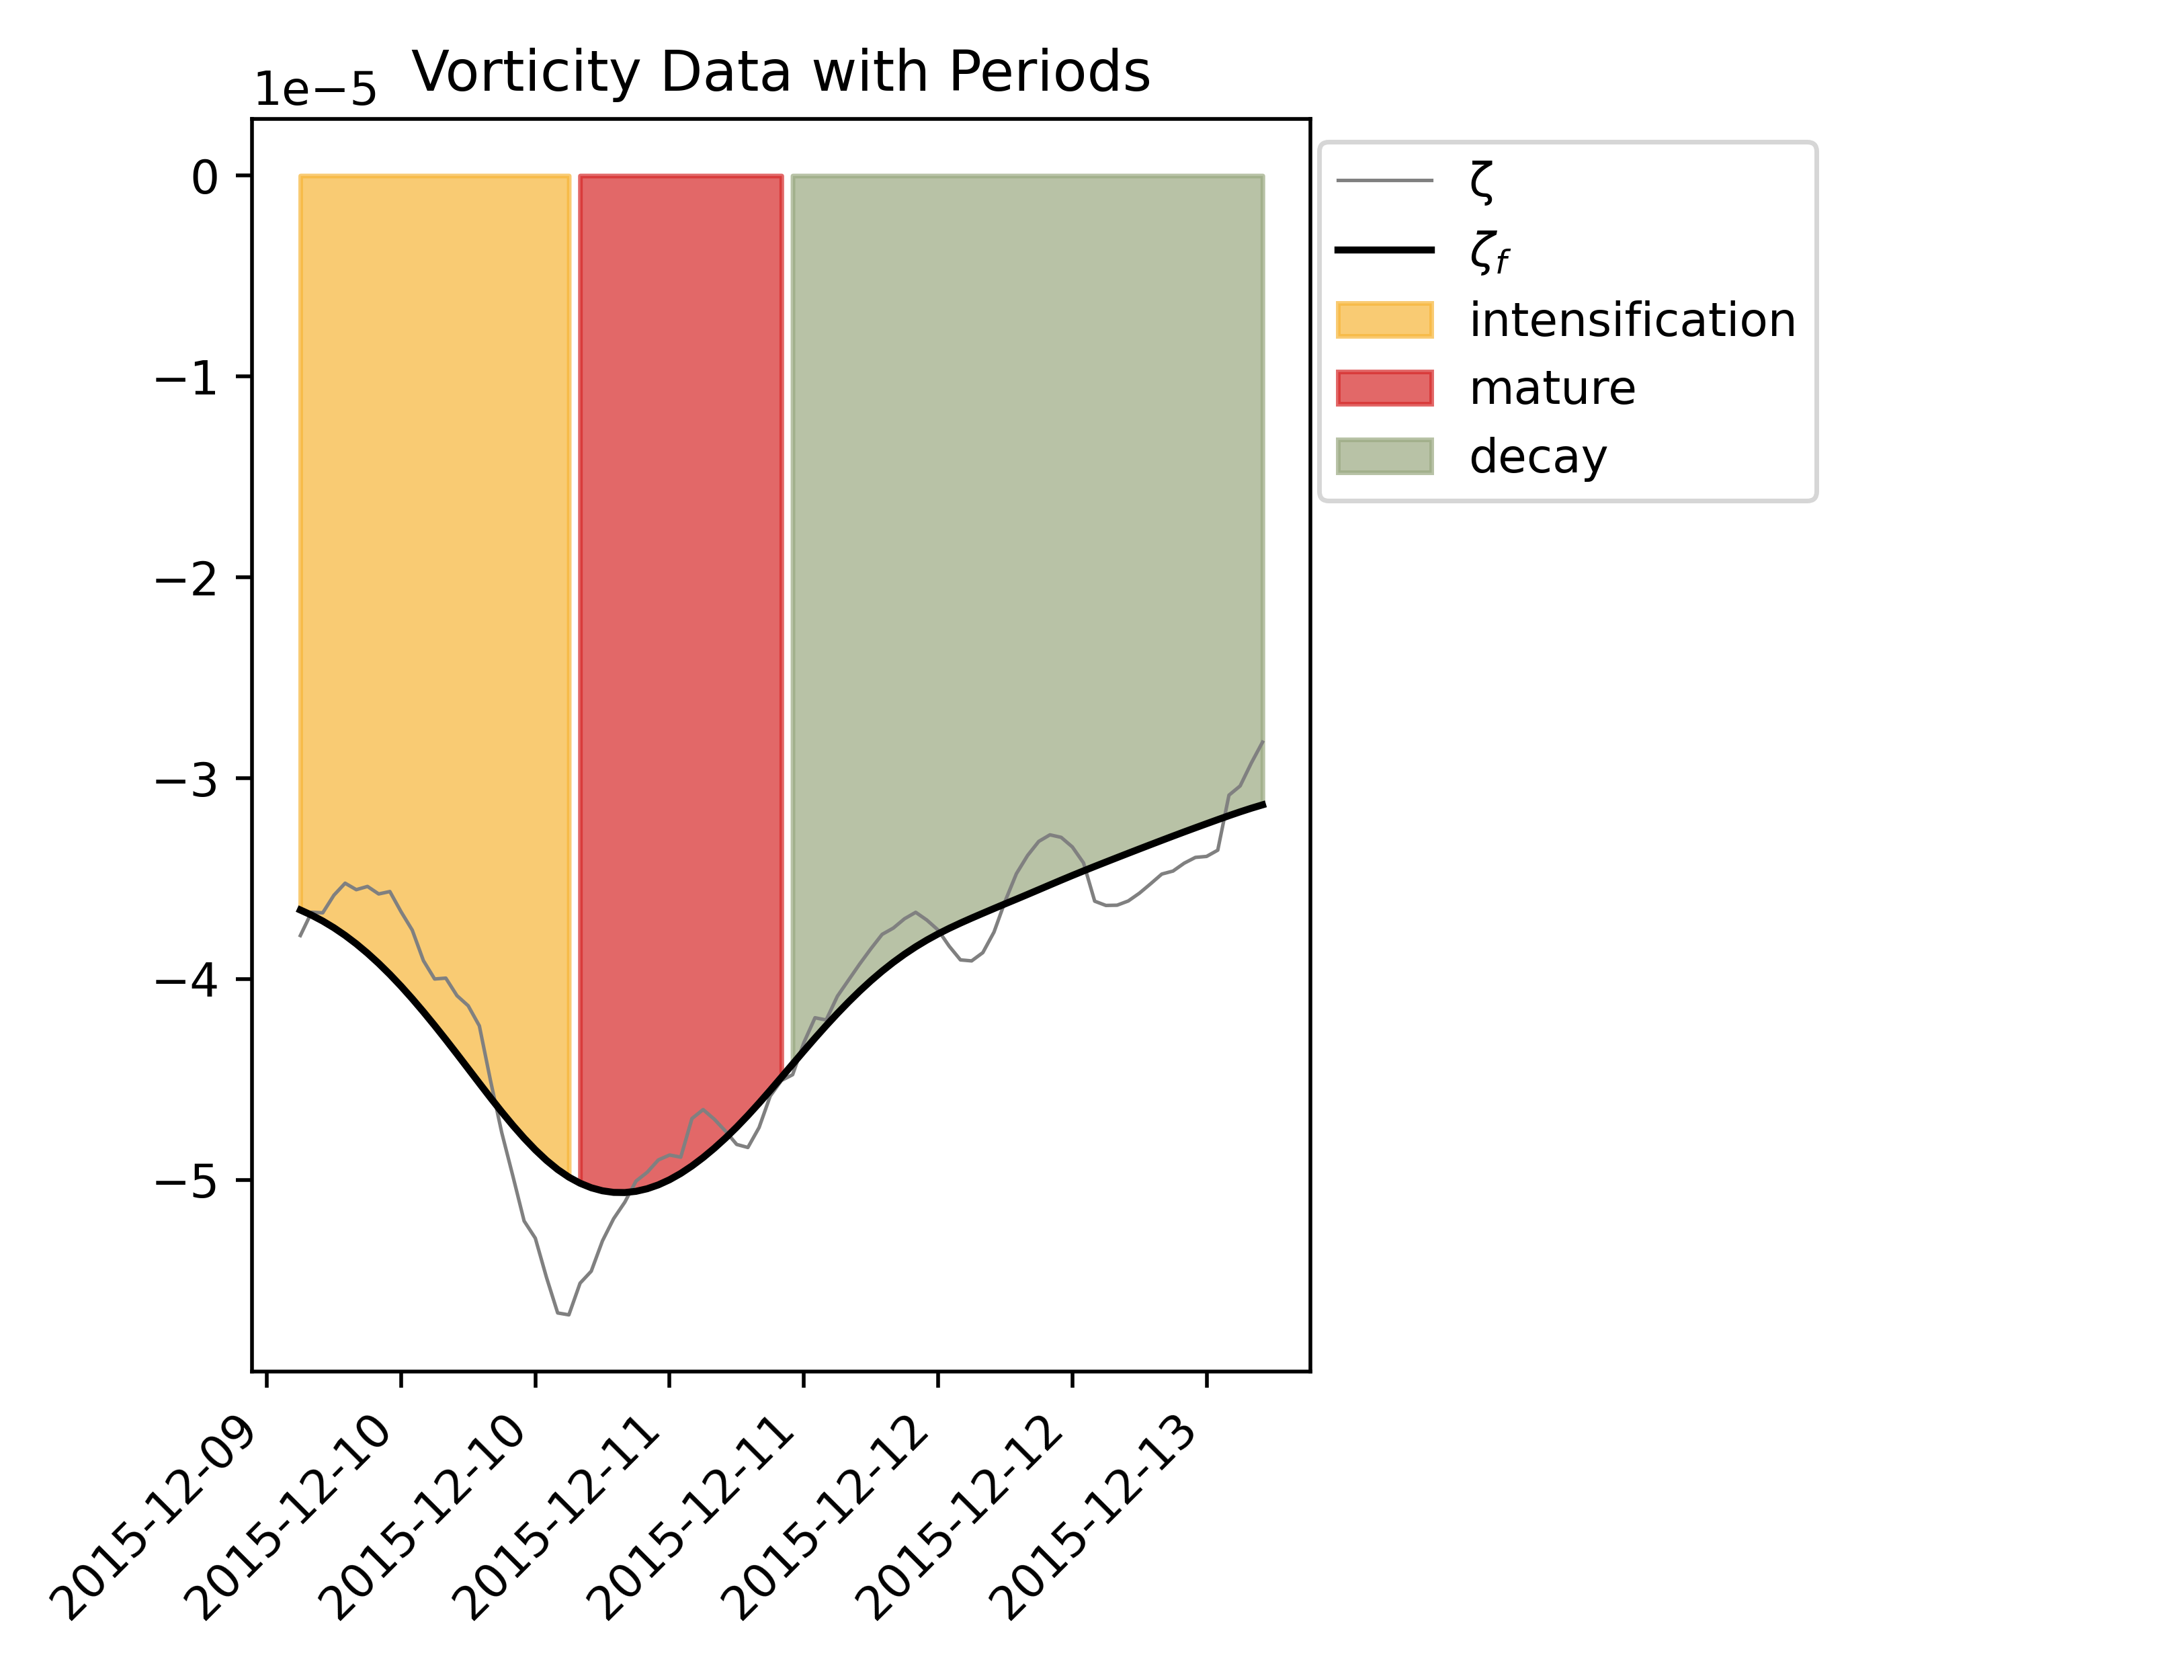 Vorticity Data with Periods
1e−5
0
−1
−2
−3
−4
−5
2015-12-09
2015-12-10
2015-12-10
2015-12-11
2015-12-11
2015-12-12
2015-12-12
2015-12-13
ζ
ζf
intensification
mature
decay